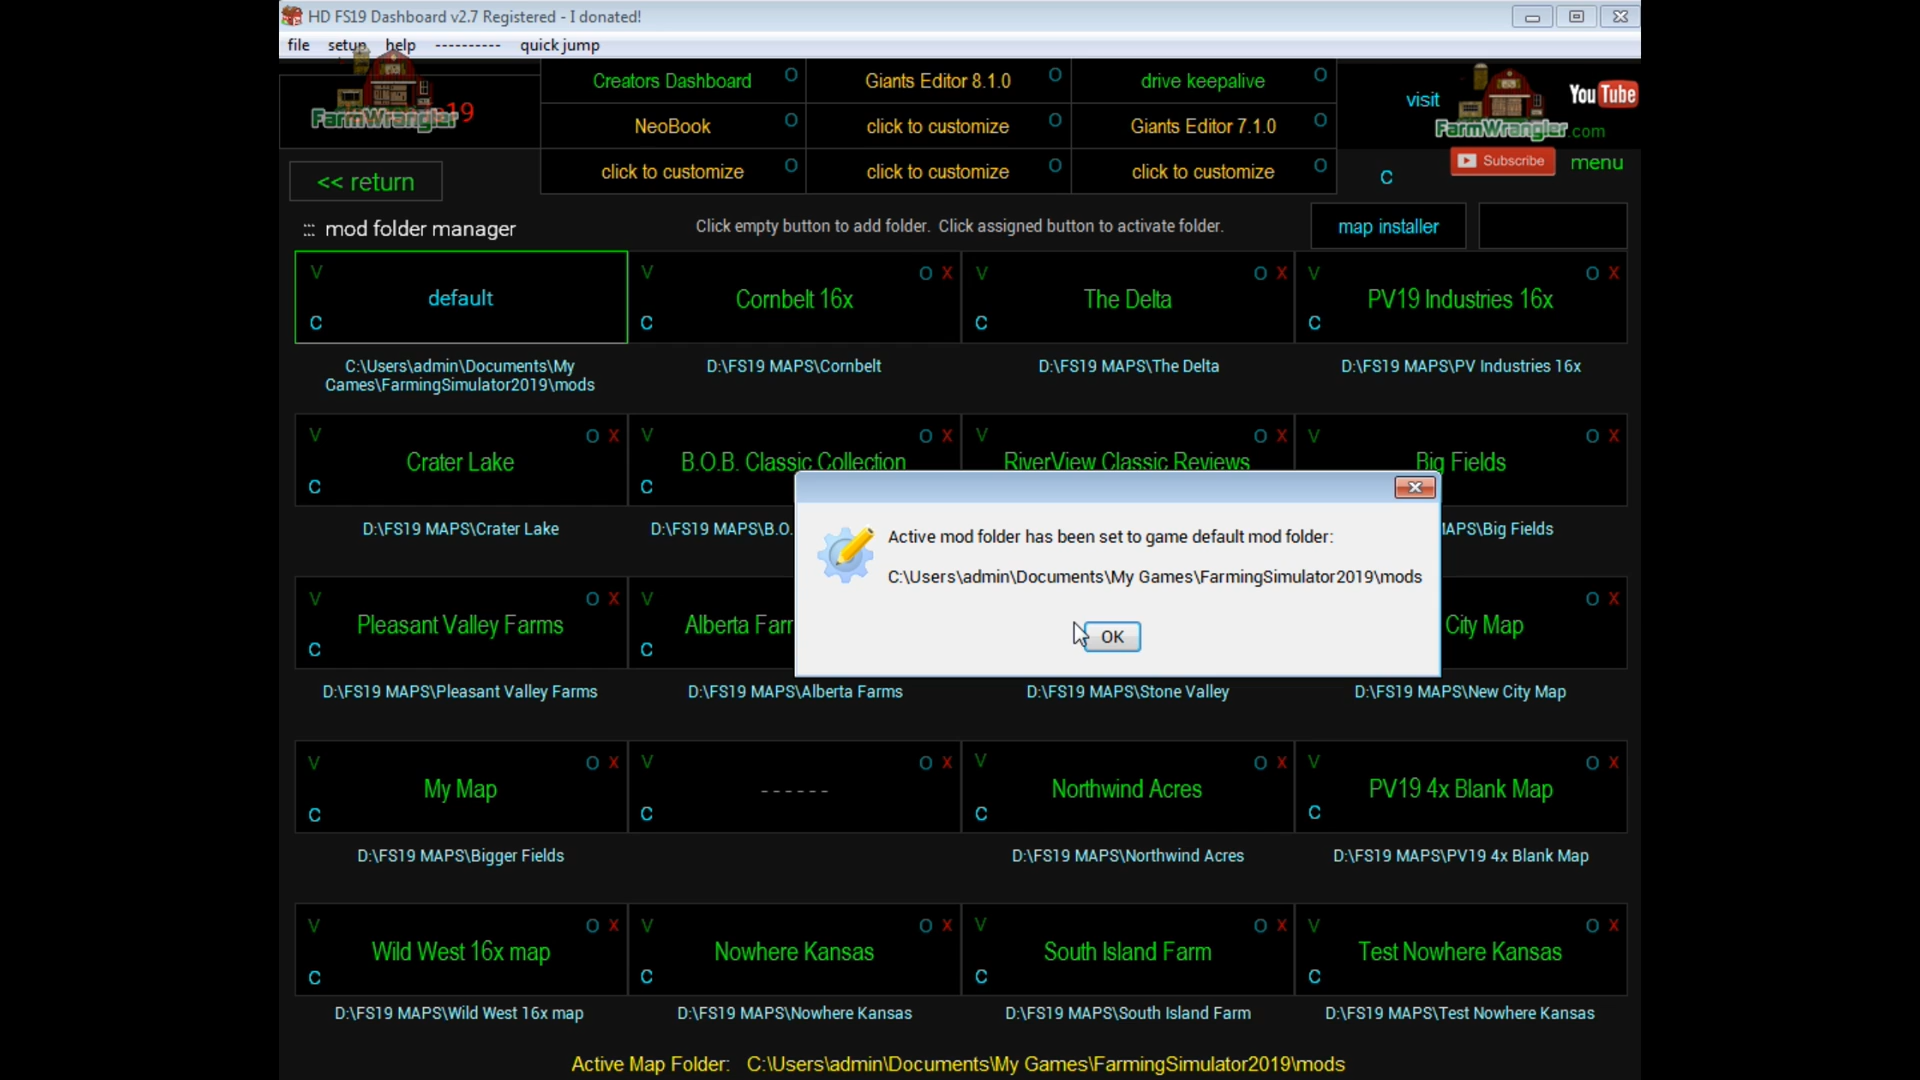 HD FS19 Dashboard v2.7 Registered - I donated!
file setup help ---------- quick jump
FarmWrangler 19
Creators Dashboard O
Giants Editor 8.1.0 O
drive keepalive O
NeoBook O
click to customize O
Giants Editor 7.1.0 O
click to customize O
click to customize O
click to customize O
visit
FarmWrangler.com
YouTube
Subscribe
menu
C
<< return
::: mod folder manager
Click empty button to add folder. Click assigned button to activate folder.
map installer
V
default
C
V O X
Cornbelt 16x
C
V O X
The Delta
C
V O X
PV19 Industries 16x
C
C:\Users\admin\Documents\My
Games\FarmingSimulator2019\mods
D:\FS19 MAPS\Cornbelt
D:\FS19 MAPS\The Delta
D:\FS19 MAPS\PV Industries 16x
V O X
Crater Lake
C
V O X
B.O.B. Classic Collection
C
V O X
RiverView Classic Reviews
V O X
Big Fields
D:\FS19 MAPS\Crater Lake
D:\FS19 MAPS\B.O.
MAPS\Big Fields
Active mod folder has been set to game default mod folder:
C:\Users\admin\Documents\My Games\FarmingSimulator2019\mods
OK
V O X
Pleasant Valley Farms
C
V
Alberta Farr
C
O X
City Map
D:\FS19 MAPS\Pleasant Valley Farms
D:\FS19 MAPS\Alberta Farms
D:\FS19 MAPS\Stone Valley
D:\FS19 MAPS\New City Map
V O X
My Map
C
V O X
------
C
V O X
Northwind Acres
C
V O X
PV19 4x Blank Map
C
D:\FS19 MAPS\Bigger Fields
D:\FS19 MAPS\Northwind Acres
D:\FS19 MAPS\PV19 4x Blank Map
V O X
Wild West 16x map
C
V O X
Nowhere Kansas
C
V O X
South Island Farm
C
V O X
Test Nowhere Kansas
C
D:\FS19 MAPS\Wild West 16x map
D:\FS19 MAPS\Nowhere Kansas
D:\FS19 MAPS\South Island Farm
D:\FS19 MAPS\Test Nowhere Kansas
Active Map Folder: C:\Users\admin\Documents\My Games\FarmingSimulator2019\mods